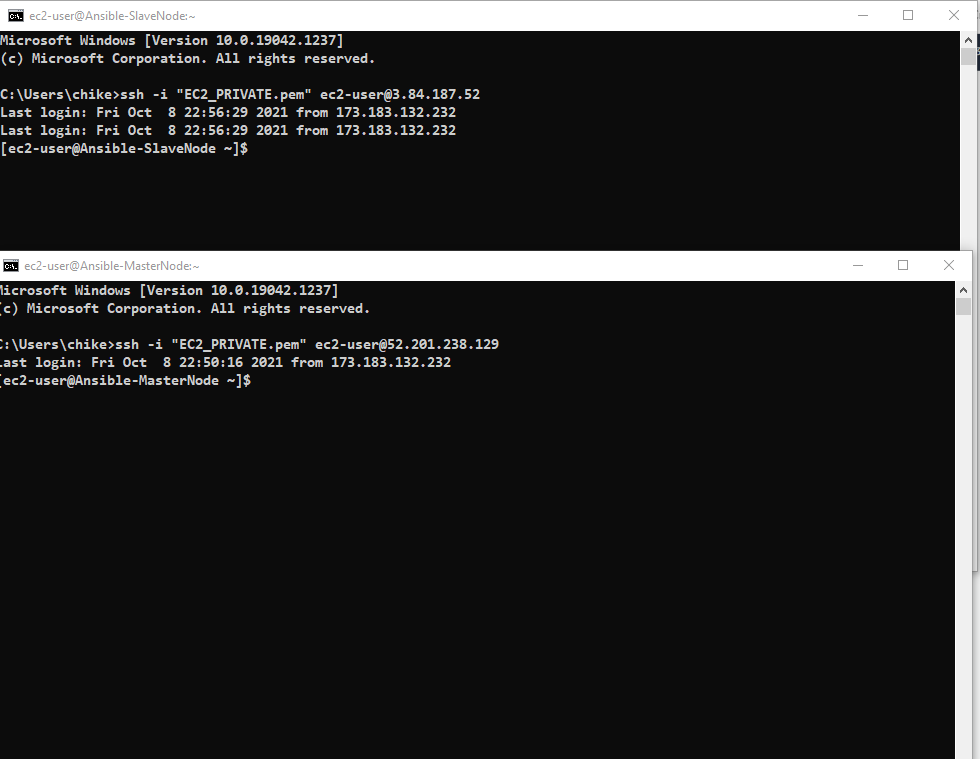 ec2-user@Ansible-SlaveNode:~
Microsoft Windows [Version 10.0.19042.1237]
(c) Microsoft Corporation. All rights reserved.
C:\Users\chike>ssh -i "EC2_PRIVATE.pem" ec2-user@3.84.187.52
Last login: Fri Oct  8 22:56:29 2021 from 173.183.132.232
Last login: Fri Oct  8 22:56:29 2021 from 173.183.132.232
[ec2-user@Ansible-SlaveNode ~]$
ec2-user@Ansible-MasterNode:~
Microsoft Windows [Version 10.0.19042.1237]
(c) Microsoft Corporation. All rights reserved.
C:\Users\chike>ssh -i "EC2_PRIVATE.pem" ec2-user@52.201.238.129
Last login: Fri Oct  8 22:50:16 2021 from 173.183.132.232
[ec2-user@Ansible-MasterNode ~]$